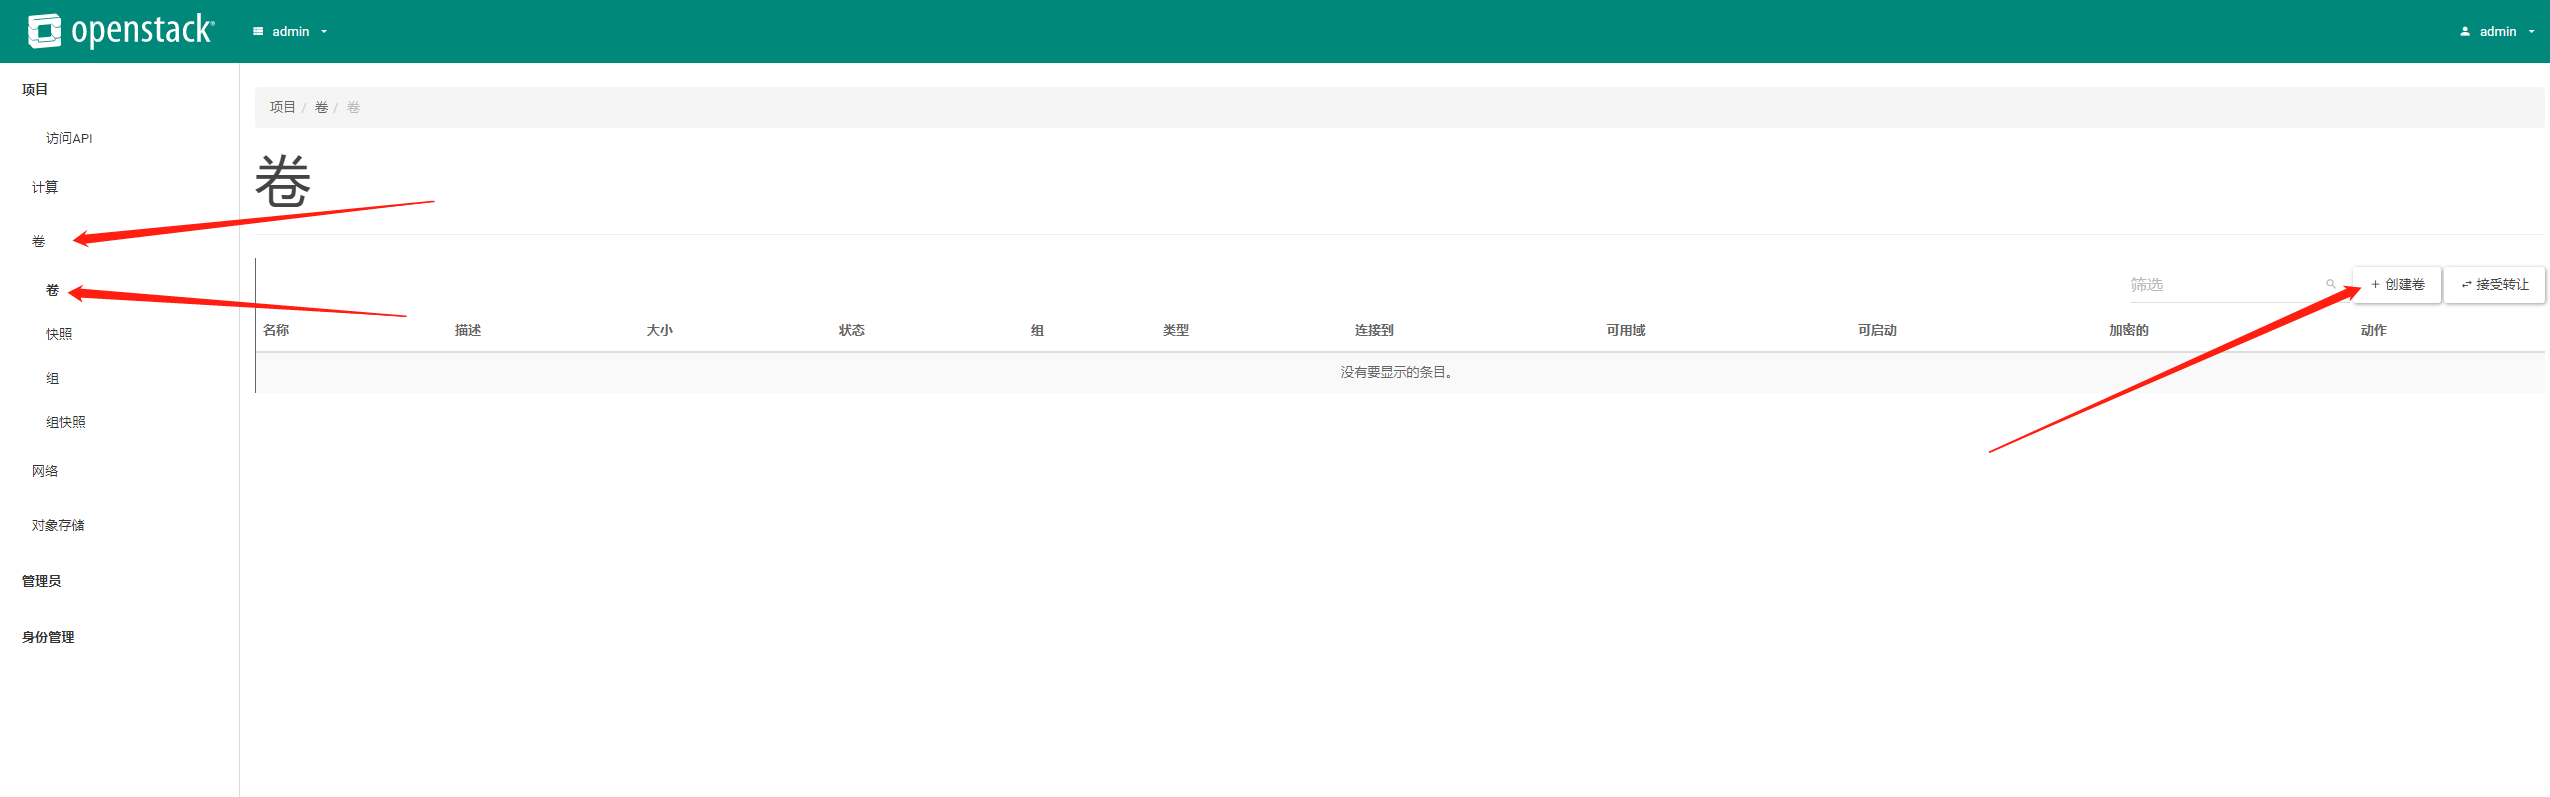 openstack® admin admin
项目
访问API
计算
卷
卷
快照
组
组快照
网络
对象存储
管理员
身份管理
项目 / 卷 / 卷
卷
筛选 + 创建卷 接受转让
名称 描述 大小 状态 组 类型 连接到 可用域 可启动 加密的 动作
没有要显示的条目。